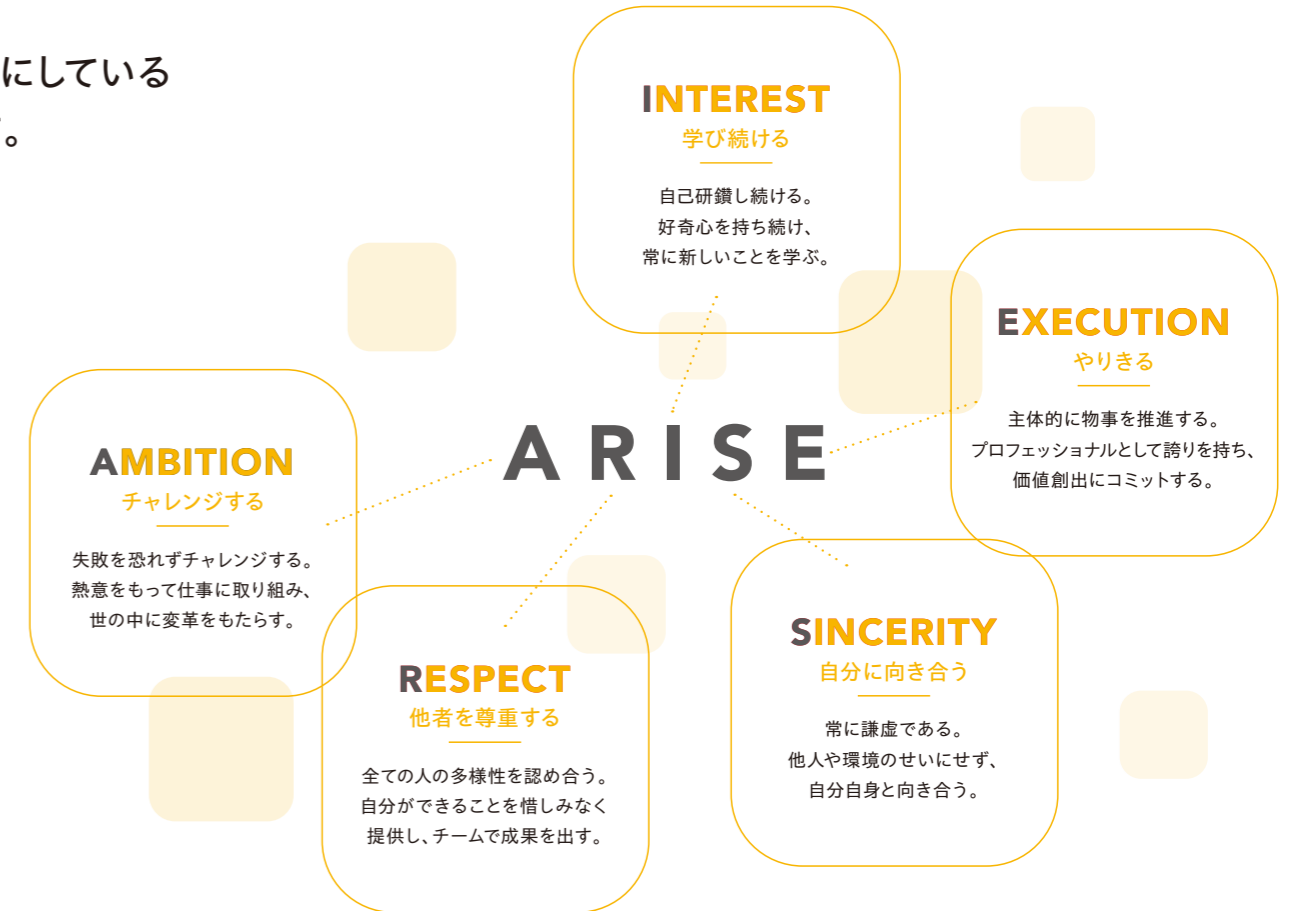 にしている
。
INTEREST
学び続ける
自己研鑽し続ける。
好奇心を持ち続け、
常に新しいことを学ぶ。
EXECUTION
やりきる
主体的に物事を推進する。
プロフェッショナルとして誇りを持ち、
価値創出にコミットする。
ARISE
AMBITION
チャレンジする
失敗を恐れずチャレンジする。
熱意をもって仕事に取り組み、
世の中に変革をもたらす。
RESPECT
他者を尊重する
全ての人の多様性を認め合う。
自分ができることを惜しみなく
提供し、チームで成果を出す。
SINCERITY
自分に向き合う
常に謙虚である。
他人や環境のせいにせず、
自分自身と向き合う。